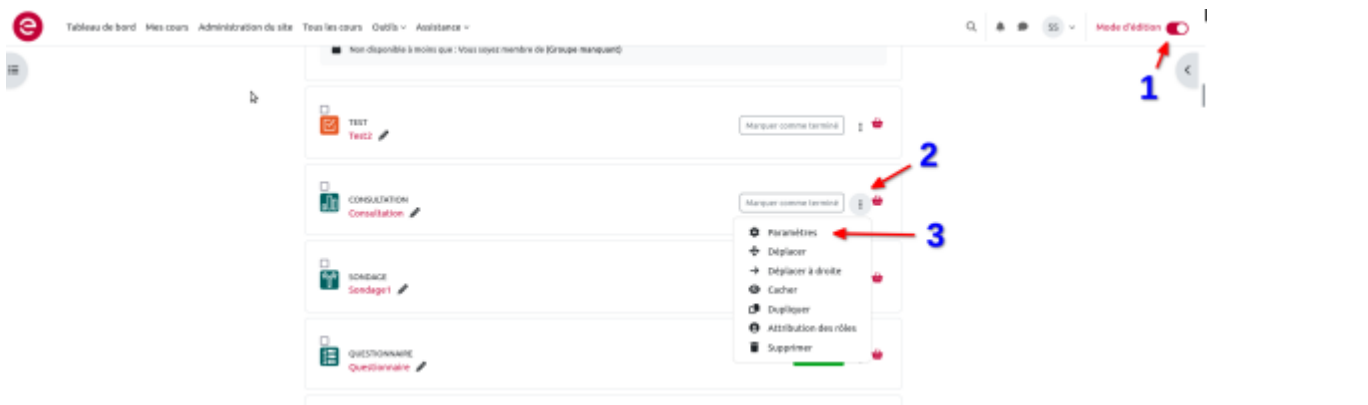 Tableau de bord Mes cours Administration du site Tous les cours Outils Assistance SS Mode d'édition
1
Non disponible à moins que : Vous soyez membre de (Groupe manquant)
TEST
Test2 Marquer comme terminé
2
CONSULTATION
Consultation Marquer comme terminé
3
Paramètres
Déplacer
Déplacer à droite
Cacher
Dupliquer
Attribution des rôles
Supprimer
SONDAGE
Sondage1
QUESTIONNAIRE
Questionnaire